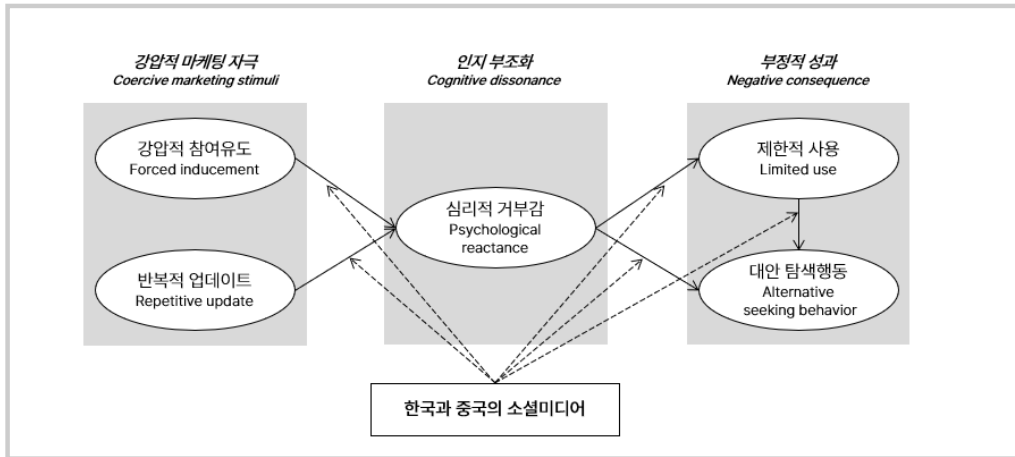 강압적 마케팅 자극
Coercive marketing stimuli
인지 부조화
Cognitive dissonance
부정적 성과
Negative consequence
강압적 참여유도
Forced inducement
반복적 업데이트
Repetitive update
심리적 거부감
Psychological
reactance
제한적 사용
Limited use
대안 탐색행동
Alternative
seeking behavior
한국과 중국의 소셜미디어